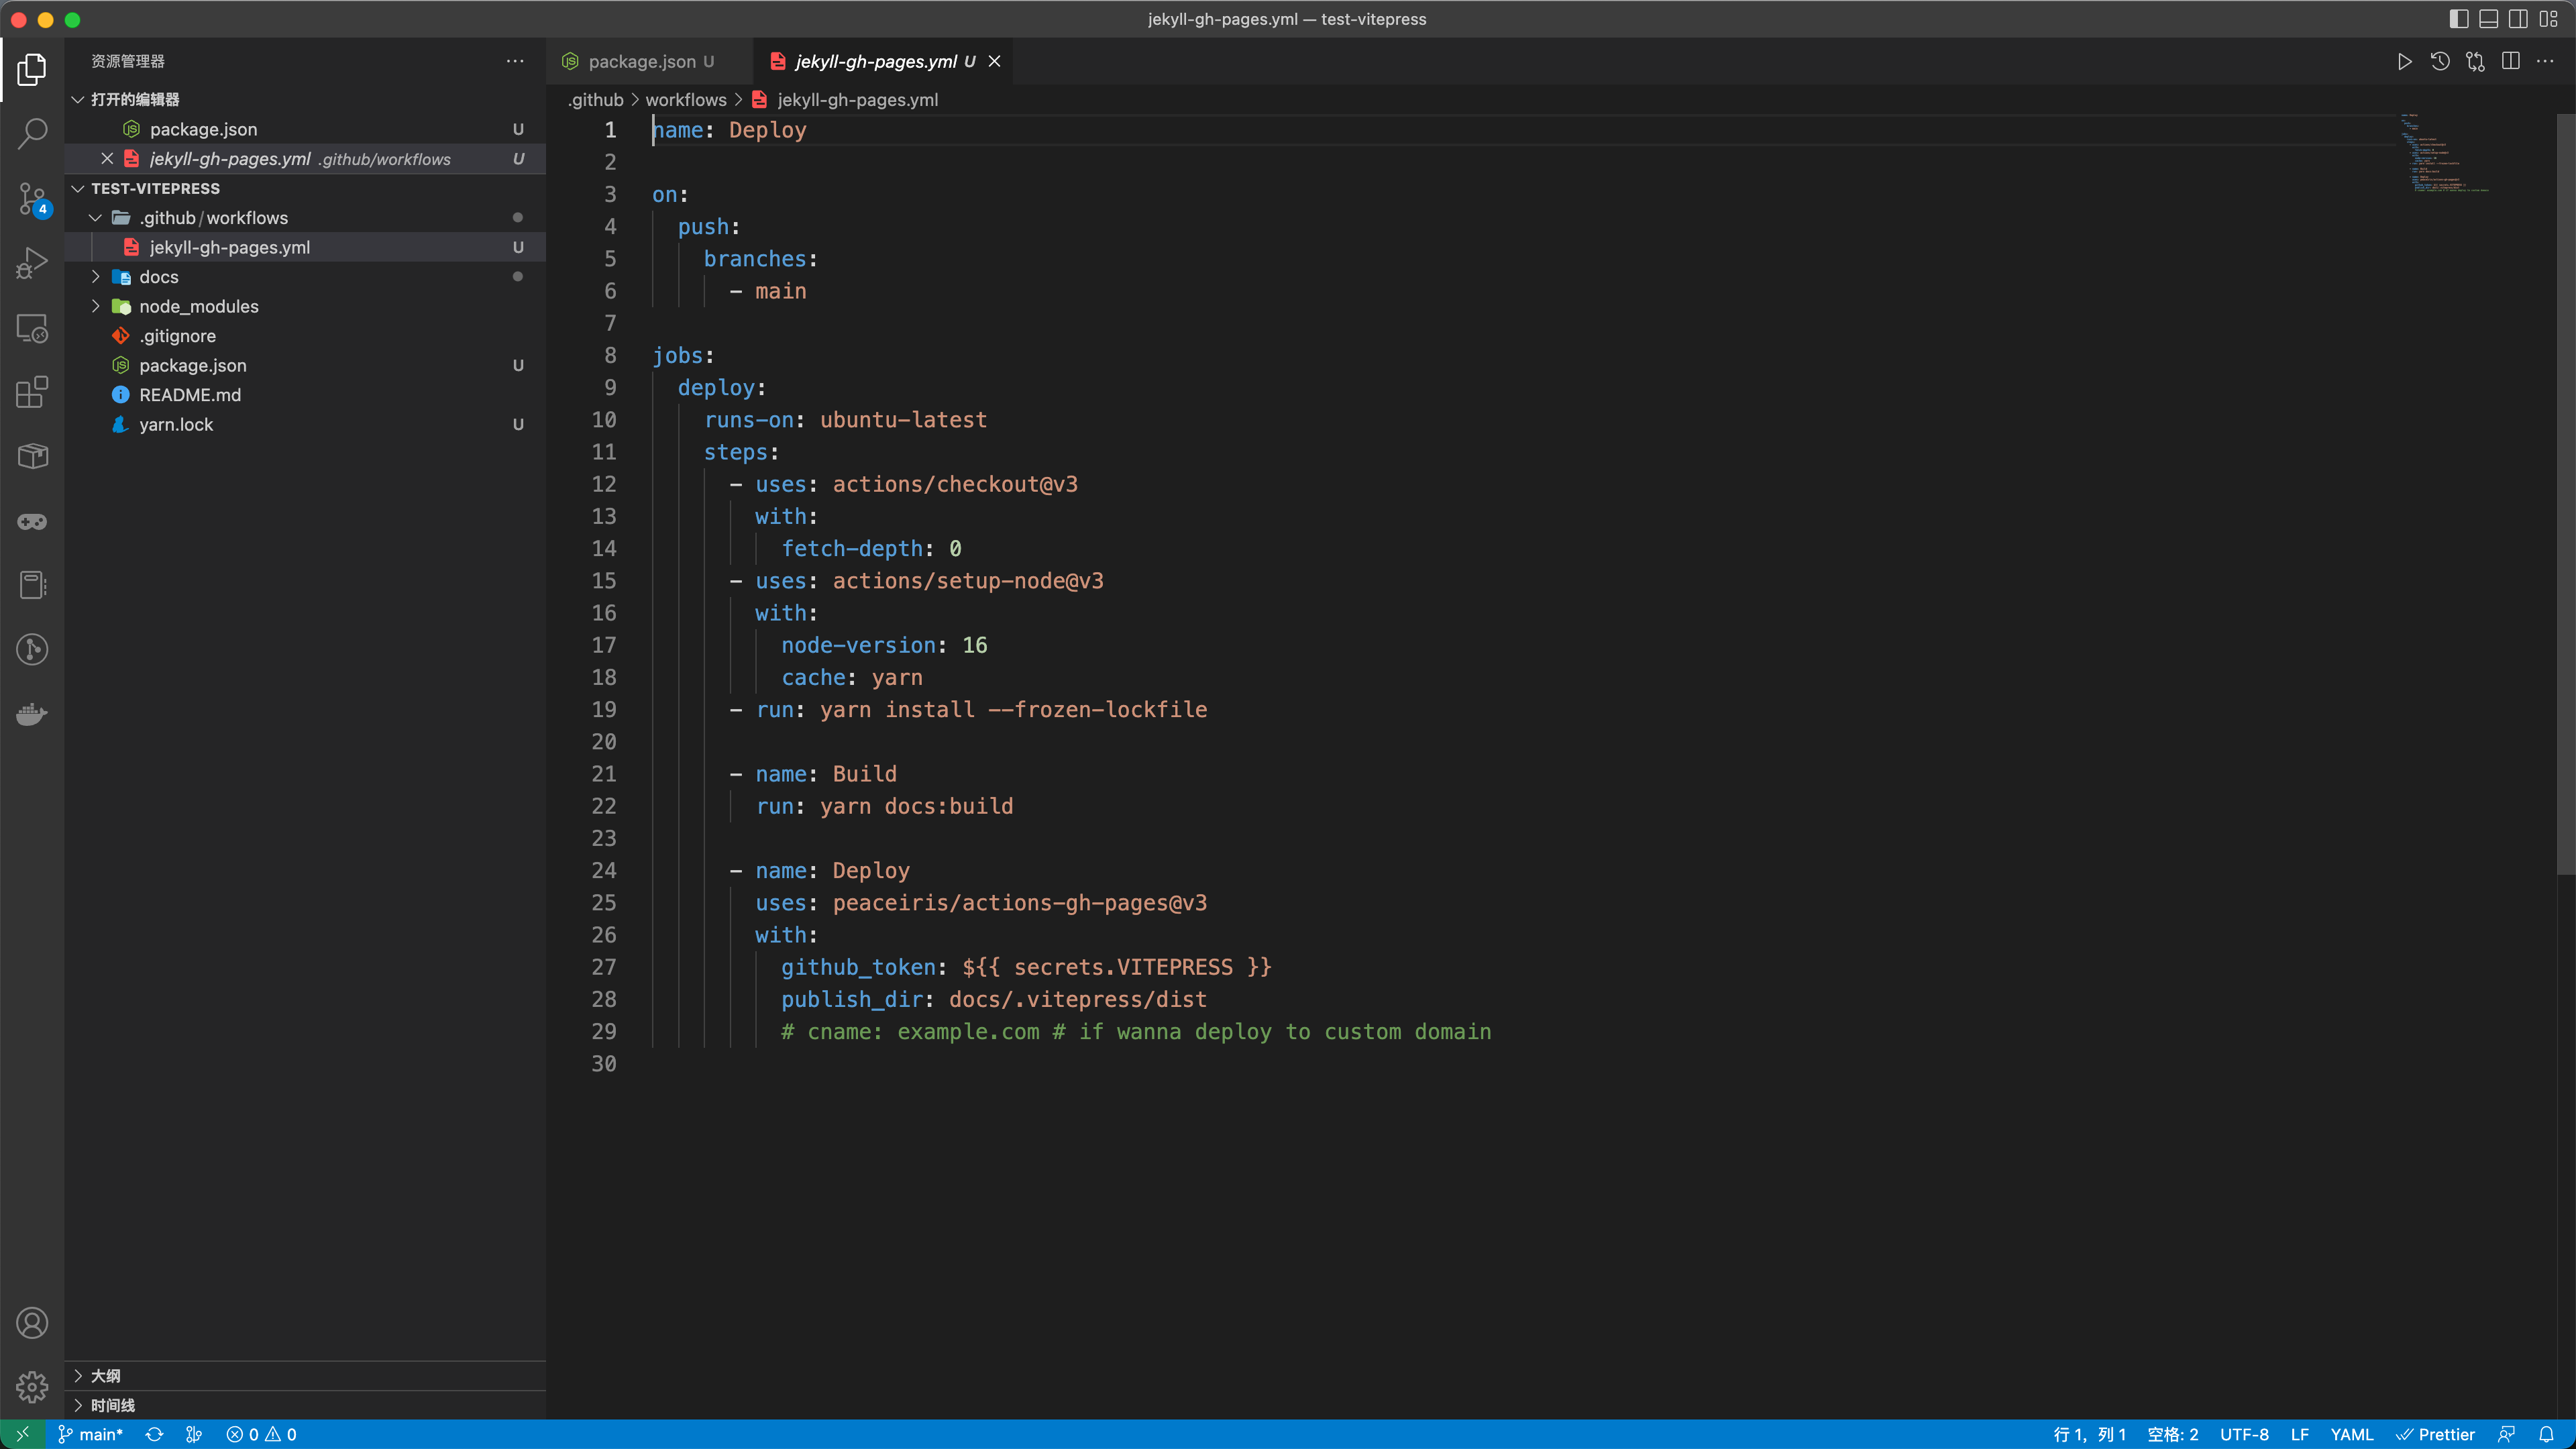 jekyll-gh-pages.yml — test-vitepress
资源管理器
打开的编辑器
package.json U
jekyll-gh-pages.yml .github/workflows U
TEST-VITEPRESS
.github/workflows
jekyll-gh-pages.yml U
docs
node_modules
.gitignore
package.json U
README.md
yarn.lock U
4
大纲
时间线
package.json U
jekyll-gh-pages.yml U
.github > workflows > jekyll-gh-pages.yml
1 name: Deploy
2
3 on:
4   push:
5     branches:
6       - main
7
8 jobs:
9   deploy:
10     runs-on: ubuntu-latest
11     steps:
12       - uses: actions/checkout@v3
13         with:
14           fetch-depth: 0
15       - uses: actions/setup-node@v3
16         with:
17           node-version: 16
18           cache: yarn
19       - run: yarn install --frozen-lockfile
20
21       - name: Build
22         run: yarn docs:build
23
24       - name: Deploy
25         uses: peaceiris/actions-gh-pages@v3
26         with:
27           github_token: ${{ secrets.VITEPRESS }}
28           publish_dir: docs/.vitepress/dist
29           # cname: example.com # if wanna deploy to custom domain
30
main* 0 0 行 1，列 1 空格: 2 UTF-8 LF YAML Prettier